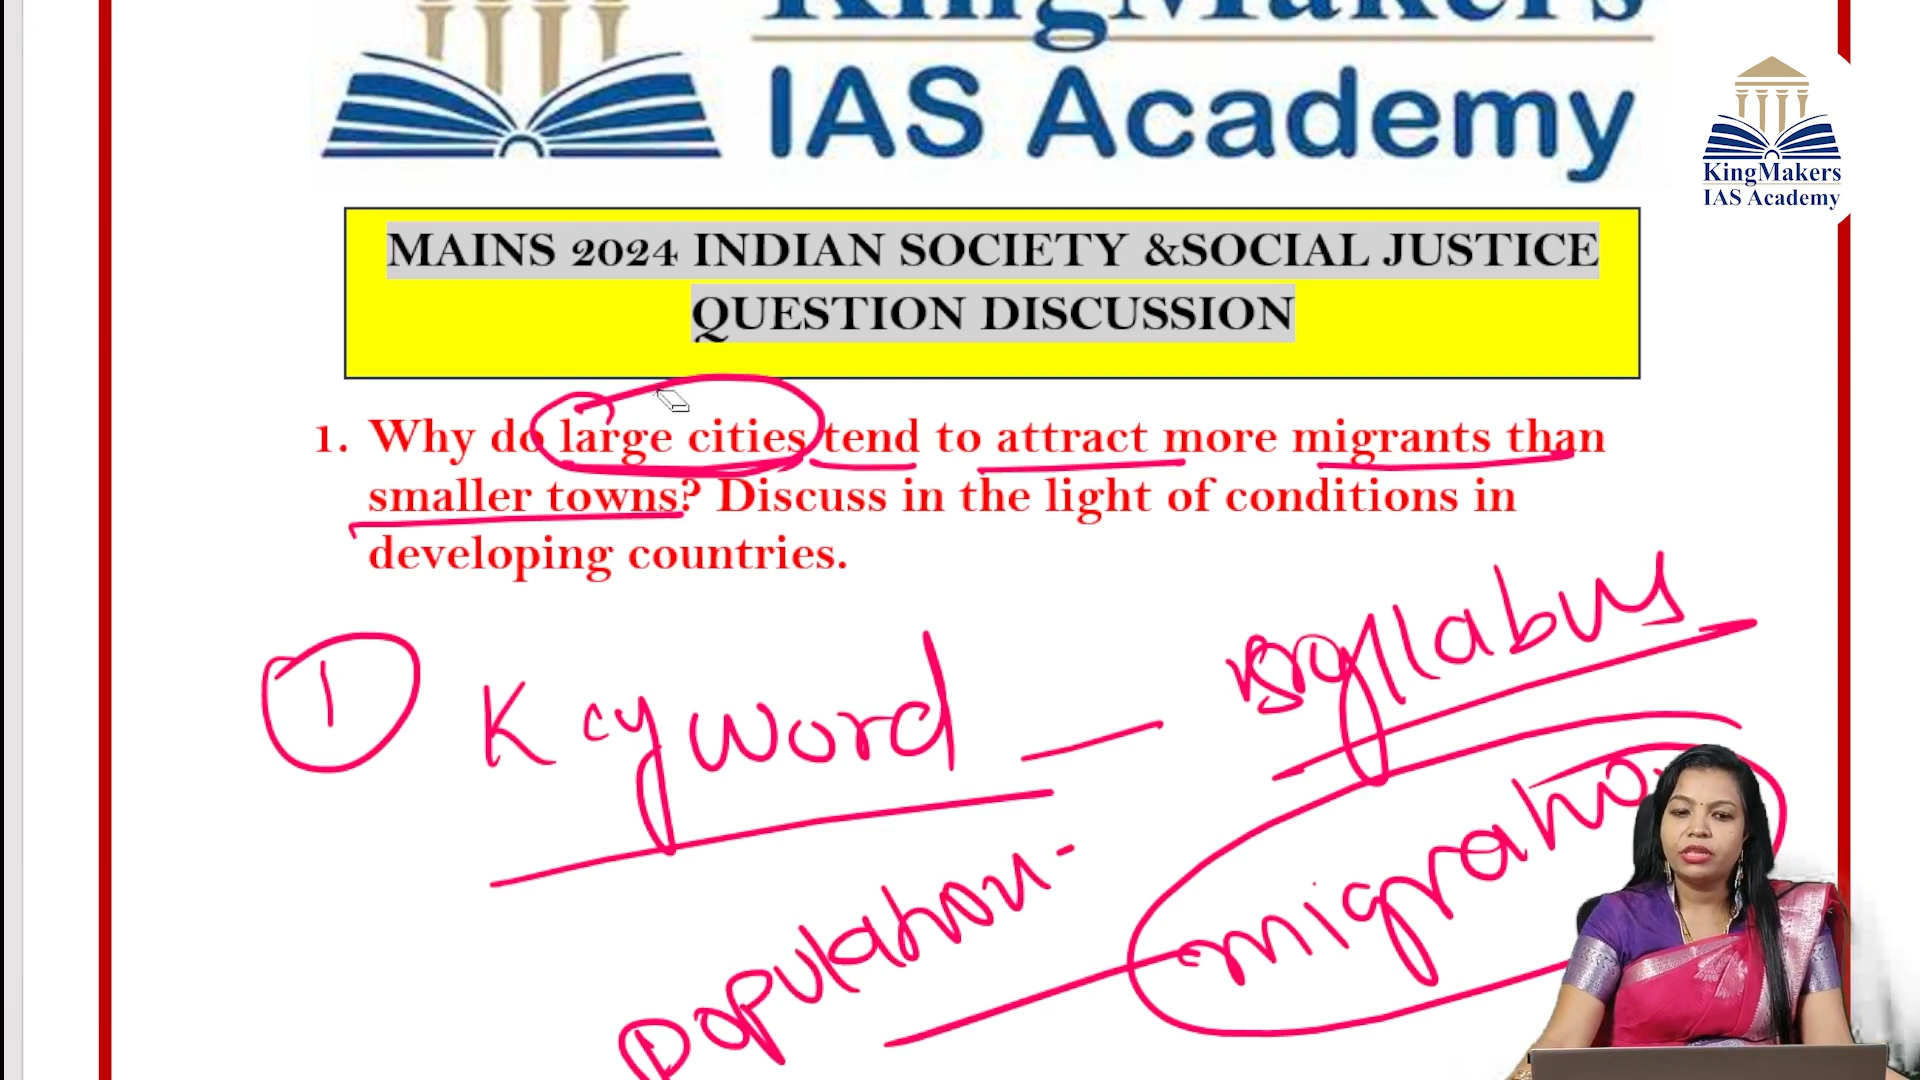 KingMakers
IAS Academy
KingMakers
IAS Academy
MAINS 2024 INDIAN SOCIETY &SOCIAL JUSTICE
QUESTION DISCUSSION
1. Why do large cities tend to attract more migrants than
smaller towns? Discuss in the light of conditions in
developing countries.
1 Keyword — syllabus
Population - migration